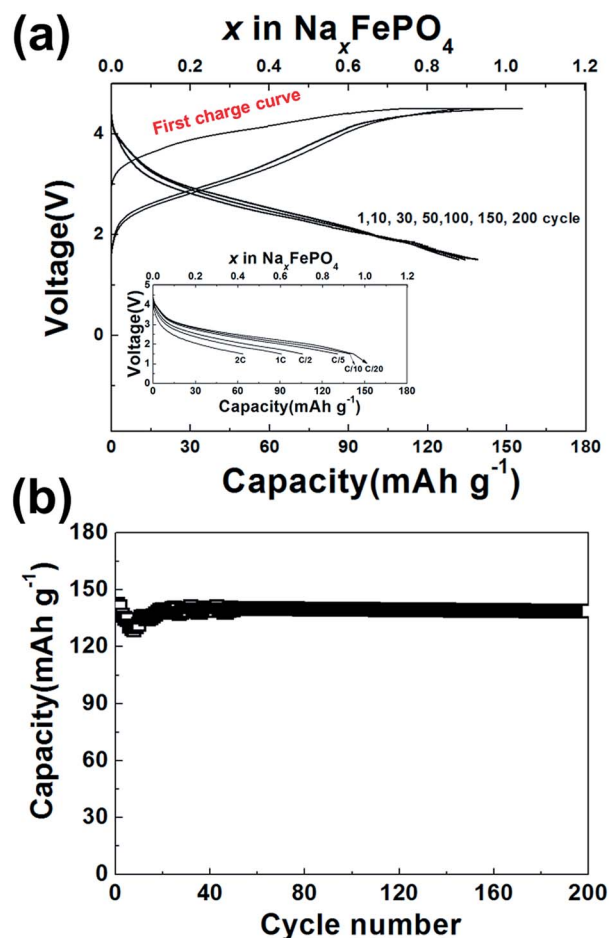 (a)
x in NaxFePO4
0.0 0.2 0.4 0.6 0.8 1.0 1.2
First charge curve
4
2
0
Voltage(V)
1,10, 30, 50,100, 150, 200 cycle
x in NaxFePO4
0.0 0.2 0.4 0.6 0.8 1.0 1.2
5
4
3
2
1
0
Voltage(V)
2C 1C C/2 C/5 C/10 C/20
0 30 60 90 120 150 180
Capacity(mAh g-1)
0 30 60 90 120 150 180
Capacity(mAh g-1)
(b)
180
150
120
90
60
30
0
Capacity(mAh g-1)
0 40 80 120 160 200
Cycle number